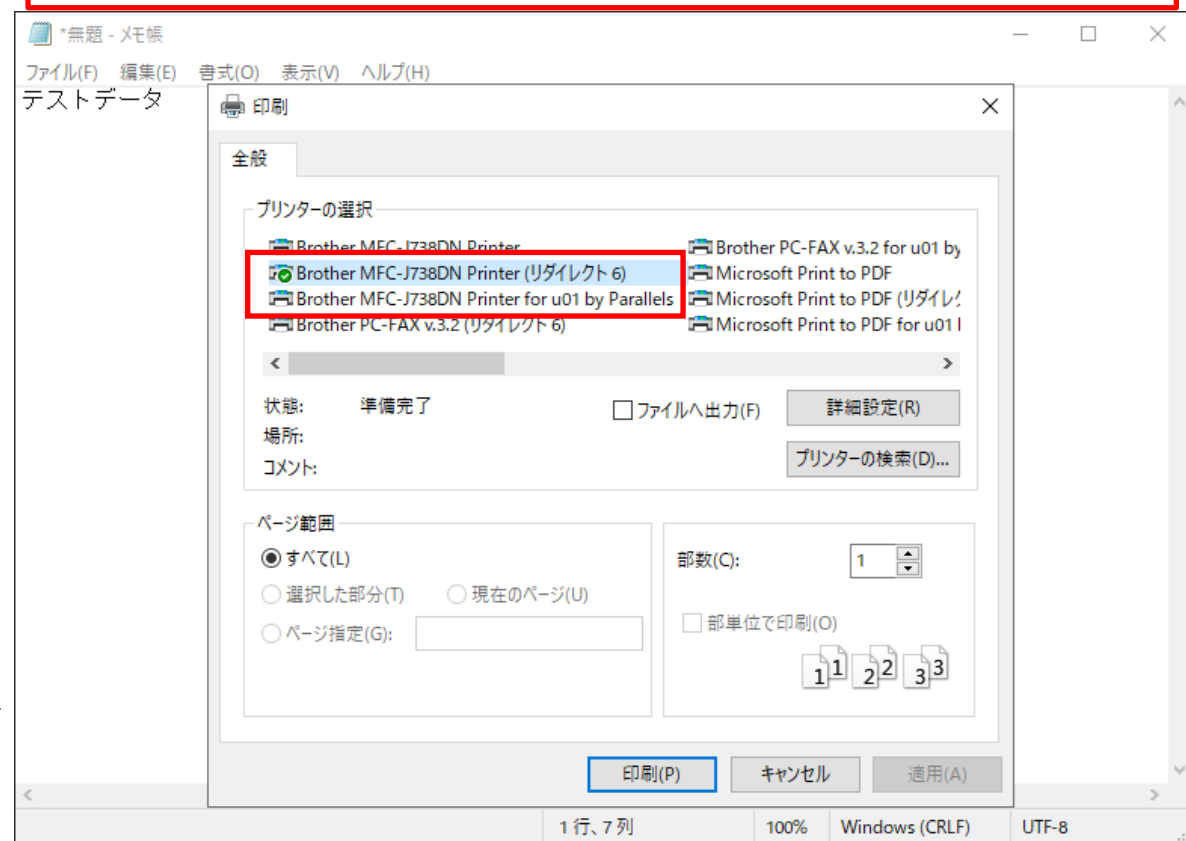 *無題 - メモ帳
ファイル(F) 編集(E) 書式(O) 表示(V) ヘルプ(H)
テストデータ
印刷
全般
プリンターの選択
Brother MFC-J738DN Printer
Brother MFC-J738DN Printer (リダイレクト 6)
Brother MFC-J738DN Printer for u01 by Parallels
Brother PC-FAX v.3.2 (リダイレクト 6)
Brother PC-FAX v.3.2 for u01 by
Microsoft Print to PDF
Microsoft Print to PDF (リダイレク
Microsoft Print to PDF for u01
状態: 準備完了
場所:
コメント:
ファイルへ出力(F)
詳細設定(R)
プリンターの検索(D)...
ページ範囲
すべて(L)
選択した部分(T) 現在のページ(U)
ページ指定(G):
部数(C): 1
部単位で印刷(O)
1 1 2 2 3 3
印刷(P) キャンセル 適用(A)
1 行、7 列 100% Windows (CRLF) UTF-8